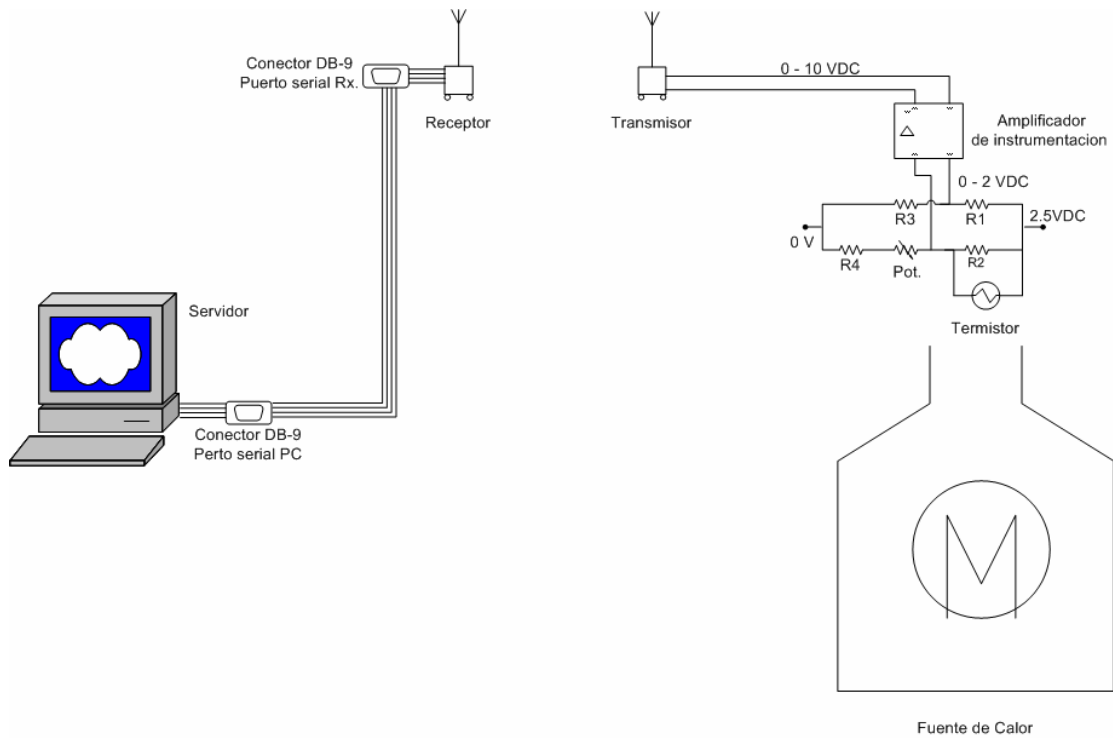 Conector DB-9
Puerto serial Rx.
Receptor
Transmisor
0 - 10 VDC
Amplificador
de instrumentacion
0 - 2 VDC
R3
R1
2.5VDC
0 V
R4
Pot.
R2
Termistor
Servidor
Conector DB-9
Perto serial PC
M
Fuente de Calor